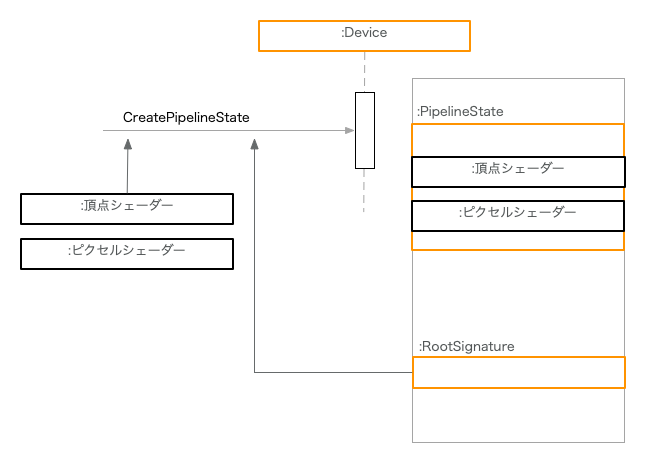 :Device
CreatePipelineState
:PipelineState
:頂点シェーダー
:ピクセルシェーダー
:頂点シェーダー
:ピクセルシェーダー
:RootSignature